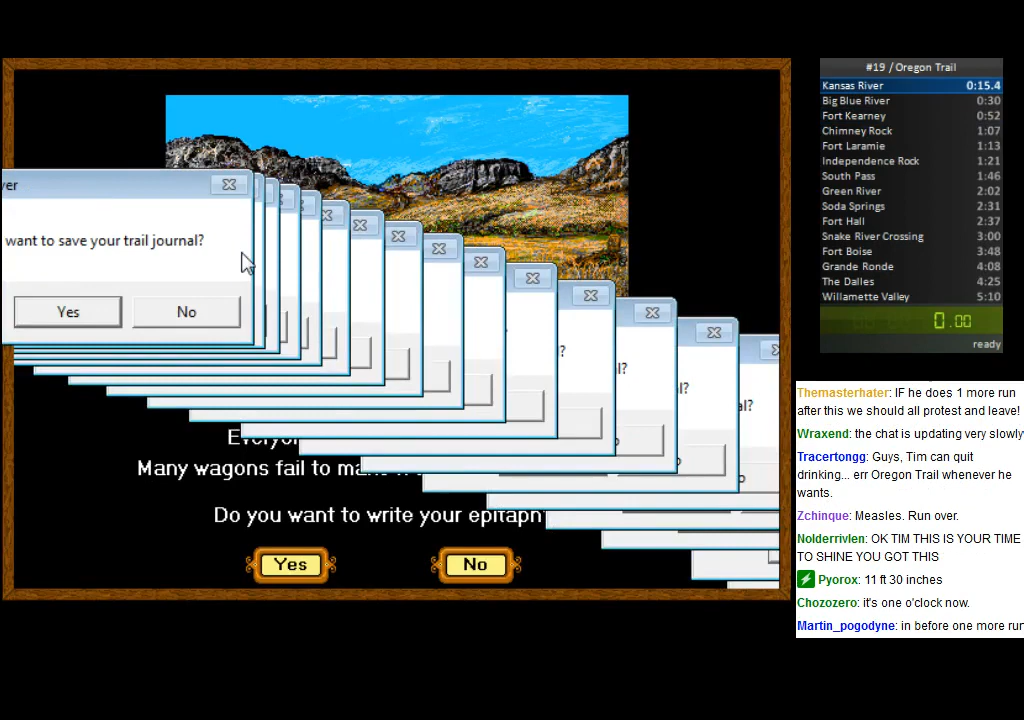 #19 / Oregon Trail
Kansas River 0:15.4
Big Blue River 0:30
Fort Kearney 0:52
Chimney Rock 1:07
Fort Laramie 1:13
Independence Rock 1:21
South Pass 1:46
Green River 2:02
Soda Springs 2:31
Fort Hall 2:37
Snake River Crossing 3:00
Fort Boise 3:48
Grande Ronde 4:08
The Dalles 4:25
Willamette Valley 5:10
0.00
ready
want to save your trail journal?
Yes No
Many wagons fail to
Do you want to write your epitaph
Yes No
Themasterhater: IF he does 1 more run
after this we should all protest and leave!
Wraxend: the chat is updating very slowly
Tracertongg: Guys, Tim can quit
drinking... err Oregon Trail whenever he
wants.
Zchinque: Measles. Run over.
Nolderrivlen: OK TIM THIS IS YOUR TIME
TO SHINE YOU GOT THIS
Pyorox: 11 ft 30 inches
Chozozero: it's one o'clock now.
Martin_pogodyne: in before one more run